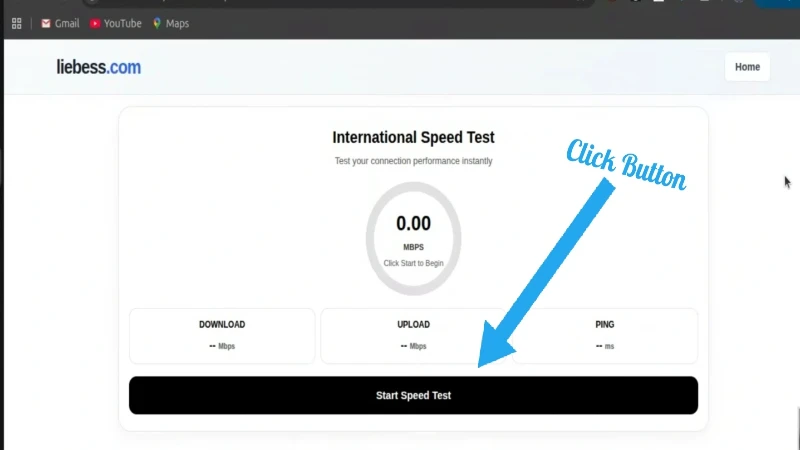 Gmail YouTube Maps
liebess.com
Home
International Speed Test
Test your connection performance instantly
Click Button
0.00
MBPS
Click Start to Begin
DOWNLOAD
-- Mbps
UPLOAD
-- Mbps
PING
-- ms
Start Speed Test